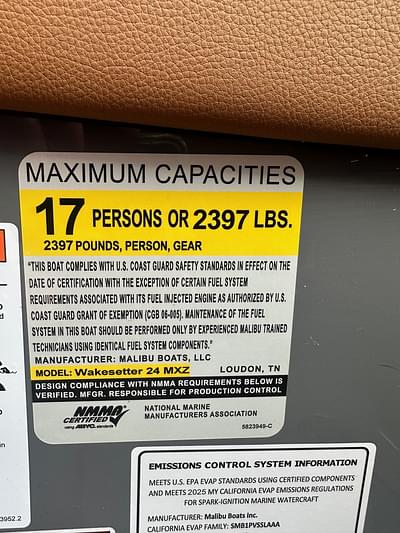 MAXIMUM CAPACITIES
17 PERSONS OR 2397 LBS.
2397 POUNDS, PERSON, GEAR
"THIS BOAT COMPLIES WITH U.S. COAST GUARD SAFETY STANDARDS IN EFFECT ON THE
DATE OF CERTIFICATION WITH THE EXCEPTION OF CERTAIN FUEL SYSTEM
REQUIREMENTS ASSOCIATED WITH ITS FUEL INJECTED ENGINE AS AUTHORIZED BY U.S.
COAST GUARD GRANT OF EXEMPTION (CGB 06-005). MAINTENANCE OF THE FUEL
SYSTEM IN THIS BOAT SHOULD BE PERFORMED ONLY BY EXPERIENCED MALIBU TRAINED
TECHNICIANS USING IDENTICAL FUEL SYSTEM COMPONENTS."
MANUFACTURER: MALIBU BOATS, LLC
MODEL: Wakesetter 24 MXZ LOUDON, TN
DESIGN COMPLIANCE WITH NMMA REQUIREMENTS BELOW IS
VERIFIED. MFGR. RESPONSIBLE FOR PRODUCTION CONTROL
NMMA
CERTIFIED
using ABYC standards
NATIONAL MARINE
MANUFACTURERS ASSOCIATION
5823949-C
3952.2
EMISSIONS CONTROL SYSTEM INFORMATION
MEETS U.S. EPA EVAP STANDARDS USING CERTIFIED COMPONENTS
AND MEETS 2025 MY CALIFORNIA EVAP EMISSIONS REGULATIONS
FOR SPARK-IGNITION MARINE WATERCRAFT
MANUFACTURER: Malibu Boats Inc.
CALIFORNIA EVAP FAMILY: SMB1PVSSLAAA